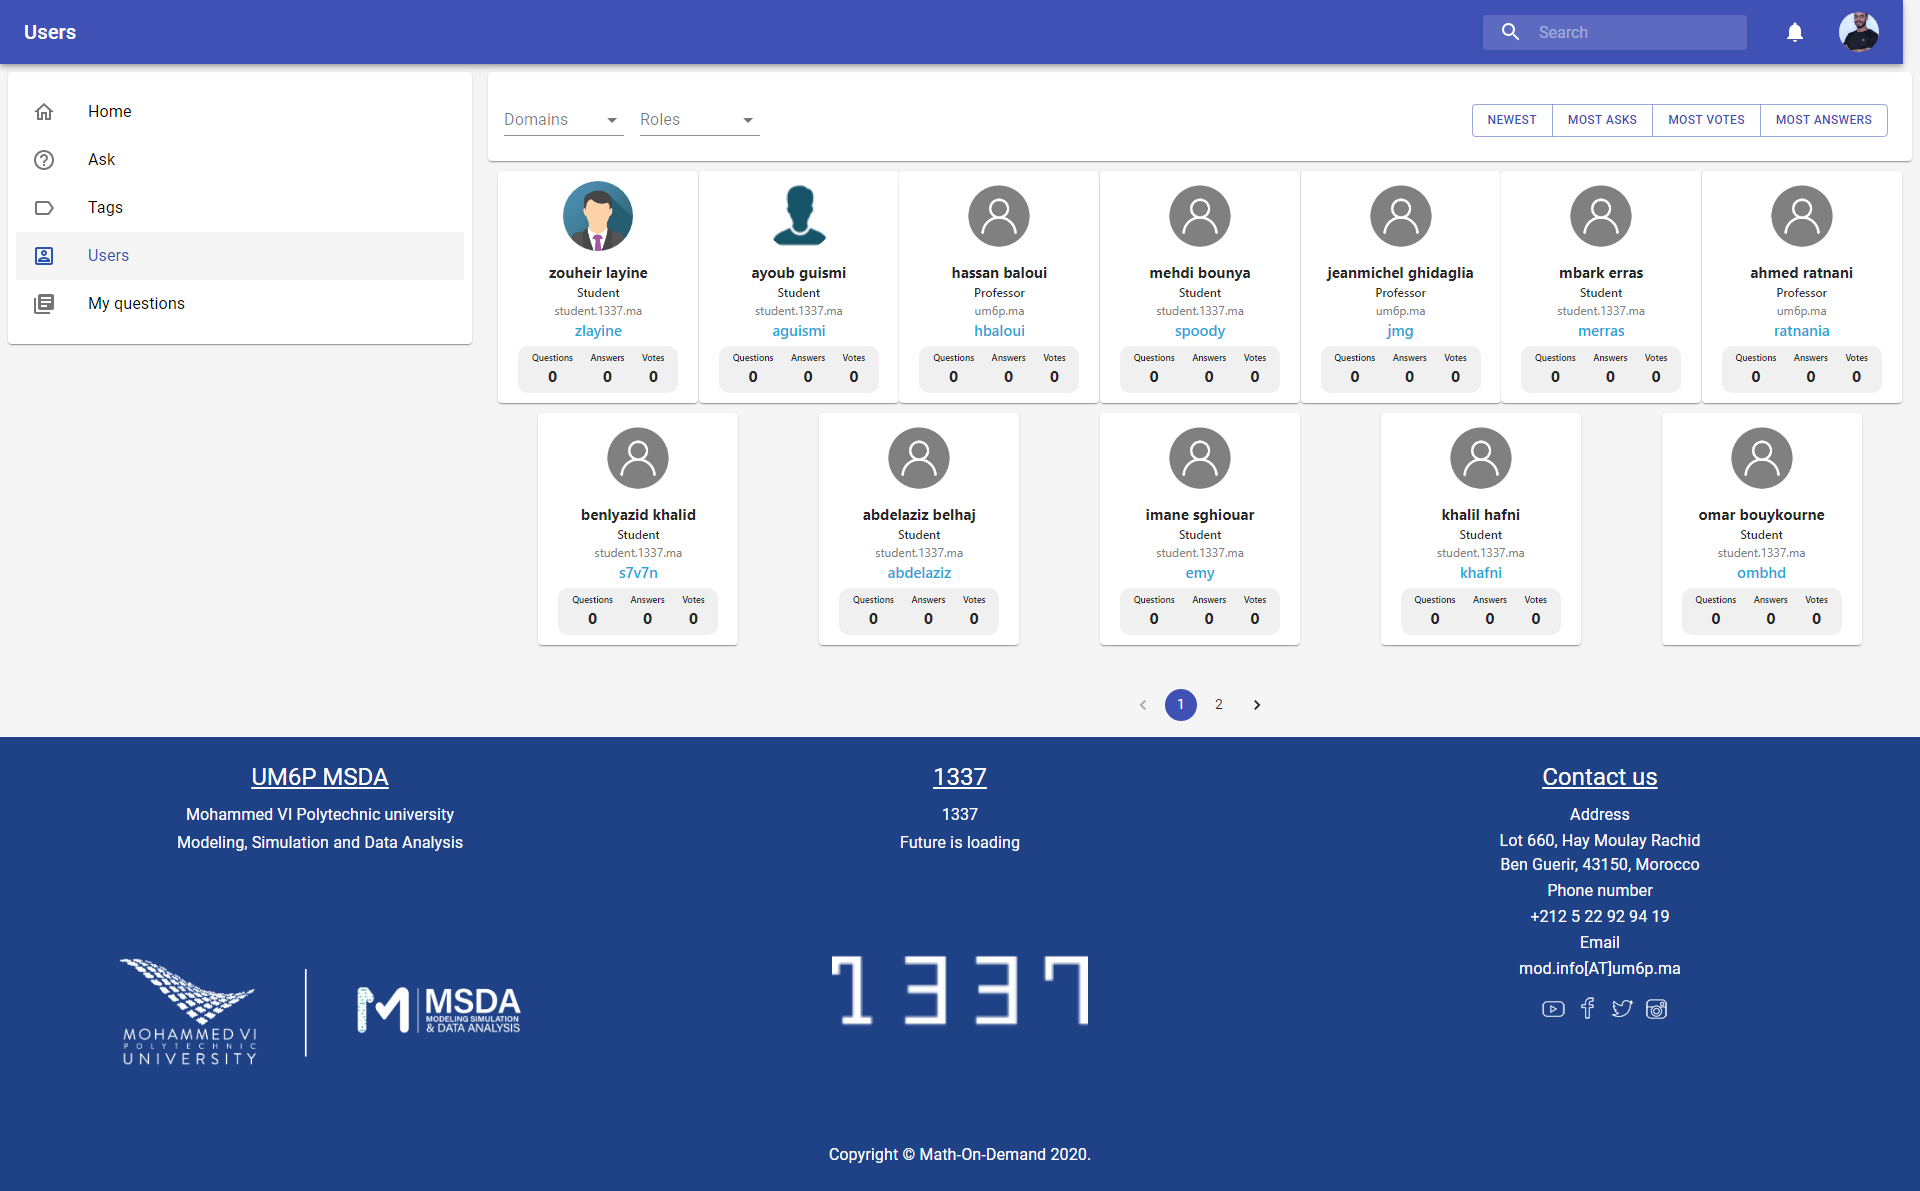 Users
Search
Home
Ask
Tags
Users
My questions
Domains Roles
NEWEST MOST ASKS MOST VOTES MOST ANSWERS
zouheir layine
Student
student.1337.ma
zlayine
Questions Answers Votes
0 0 0
ayoub guismi
Student
student.1337.ma
aguismi
Questions Answers Votes
0 0 0
hassan baloui
Professor
um6p.ma
hbaloui
Questions Answers Votes
0 0 0
mehdi bounya
Student
student.1337.ma
spoody
Questions Answers Votes
0 0 0
jeanmichel ghidaglia
Professor
um6p.ma
jmg
Questions Answers Votes
0 0 0
mbark erras
Student
student.1337.ma
merras
Questions Answers Votes
0 0 0
ahmed ratnani
Professor
um6p.ma
ratnania
Questions Answers Votes
0 0 0
benlyazid khalid
Student
student.1337.ma
s7v7n
Questions Answers Votes
0 0 0
abdelaziz belhaj
Student
student.1337.ma
abdelaziz
Questions Answers Votes
0 0 0
imane sghiouar
Student
student.1337.ma
emy
Questions Answers Votes
0 0 0
khalil hafni
Student
student.1337.ma
khafni
Questions Answers Votes
0 0 0
omar bouykourne
Student
student.1337.ma
ombhd
Questions Answers Votes
0 0 0
1 2
UM6P MSDA
Mohammed VI Polytechnic university
Modeling, Simulation and Data Analysis
MOHAMMED VI
POLYTECHNIC
UNIVERSITY
MSDA
MODELING SIMULATION
& DATA ANALYSIS
1337
1337
Future is loading
1337
Contact us
Address
Lot 660, Hay Moulay Rachid
Ben Guerir, 43150, Morocco
Phone number
+212 5 22 92 94 19
Email
mod.info[AT]um6p.ma
Copyright © Math-On-Demand 2020.